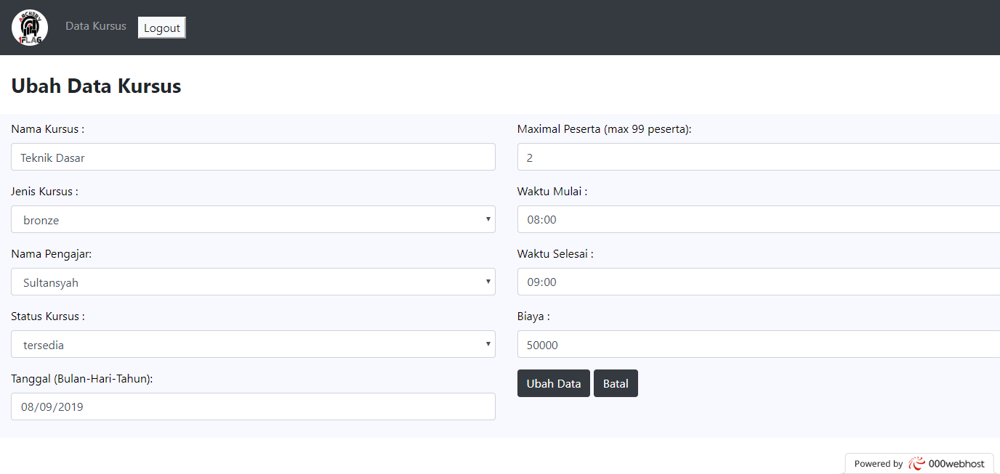 ARCHERY
1FLAG
Data Kursus
Logout
Ubah Data Kursus
Nama Kursus :
Teknik Dasar
Jenis Kursus :
bronze
Nama Pengajar:
Sultansyah
Status Kursus :
tersedia
Tanggal (Bulan-Hari-Tahun):
08/09/2019
Maximal Peserta (max 99 peserta):
2
Waktu Mulai :
08:00
Waktu Selesai :
09:00
Biaya :
50000
Ubah Data
Batal
Powered by 000webhost